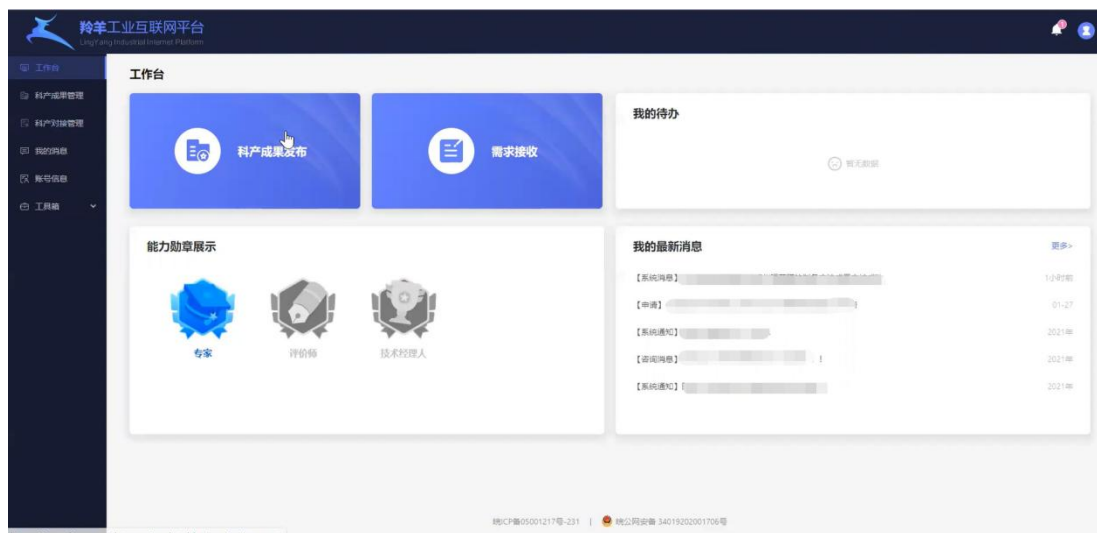 羚羊工业互联网平台
LingYang Industrial Internet Platform
工作台
科产成果管理
科产对接管理
我的消息
账号信息
工具箱
工作台
科产成果发布
需求接收
我的待办
暂无数据
能力勋章展示
专家
评价师
技术经理人
我的最新消息
更多>
【系统消息】
1小时前
【申请】
01-27
【系统通知】
2021年
【咨询消息】 !
2021年
【系统通知】
2021年
皖ICP备05001217号-231 | 皖公网安备 34019202001706号